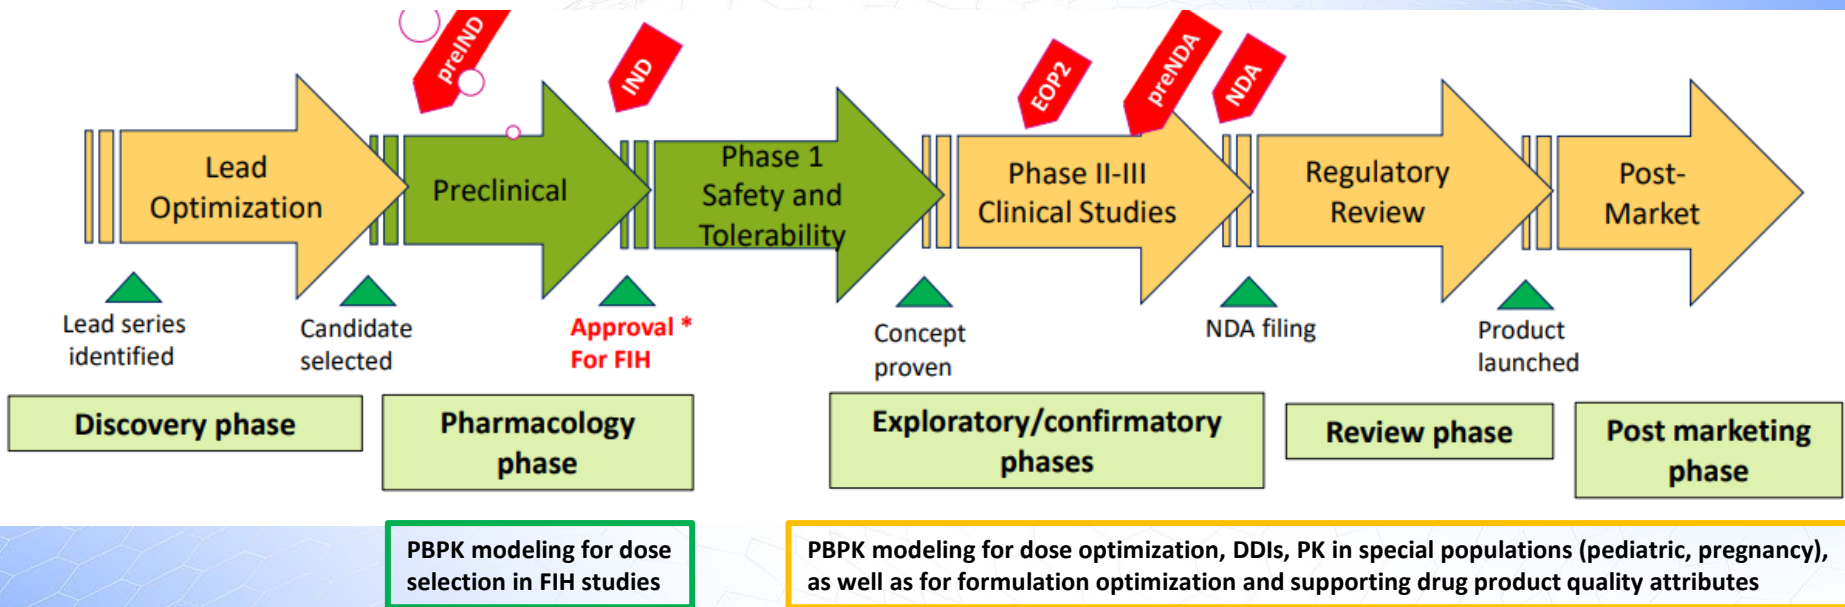 preIND
IND
EOP2
preNDA
NDA
Lead
Optimization
Preclinical
Phase 1
Safety and
Tolerability
Phase II-III
Clinical Studies
Regulatory
Review
Post-
Market
Lead series
identified
Candidate
selected
Approval *
For FIH
Concept
proven
NDA filing
Product
launched
Discovery phase
Pharmacology
phase
Exploratory/confirmatory
phases
Review phase
Post marketing
phase
PBPK modeling for dose
selection in FIH studies
PBPK modeling for dose optimization, DDIs, PK in special populations (pediatric, pregnancy),
as well as for formulation optimization and supporting drug product quality attributes